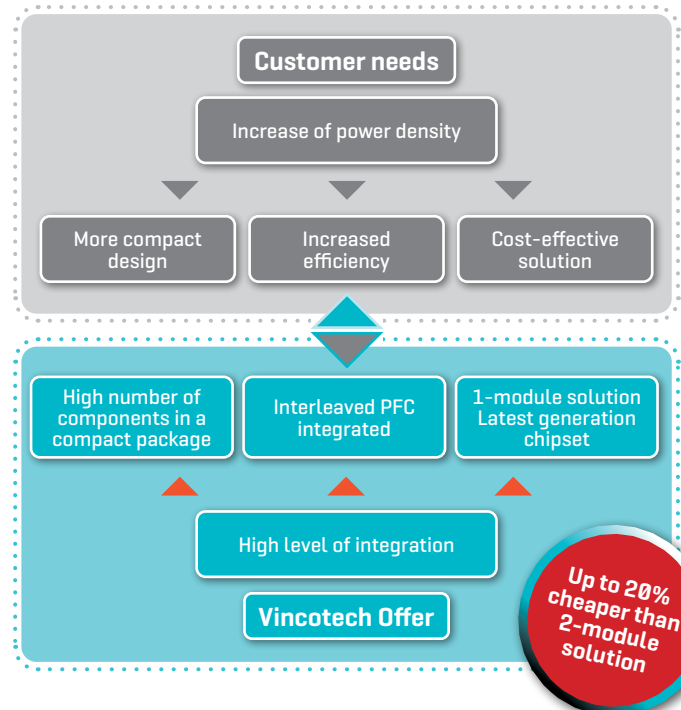 Customer needs
Increase of power density
More compact
design
Increased
efficiency
Cost-effective
solution
High number of
components in a
compact package
Interleaved PFC
integrated
1-module solution
Latest generation
chipset
High level of integration
Vincotech Offer
Up to 20%
cheaper than
2-module
solution